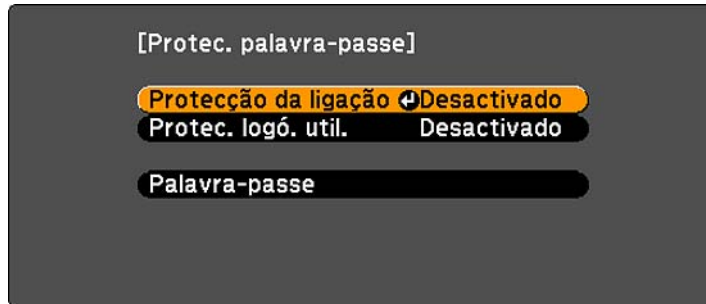 [Protec. palavra-passe]
Protecção da ligação Desactivado
Protec. logó. util. Desactivado
Palavra-passe